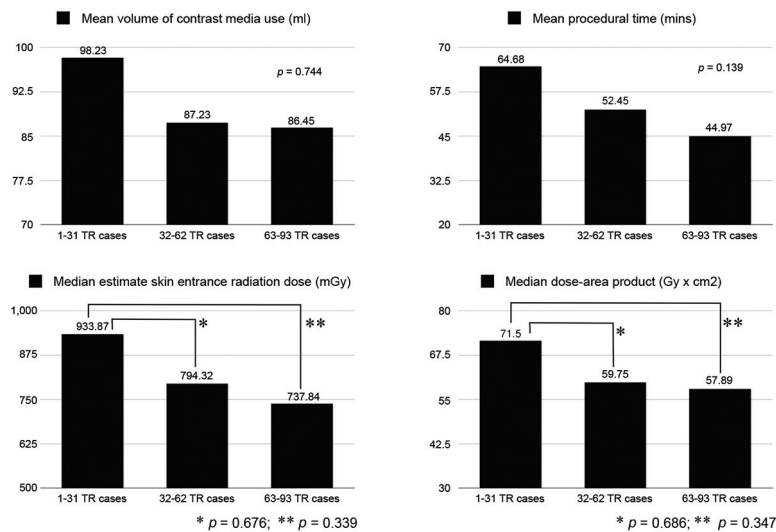 Mean volume of contrast media use (ml)
100
92.5
85
77.5
70
98.23
87.23
86.45
p = 0.744
1-31 TR cases
32-62 TR cases
63-93 TR cases
Mean procedural time (mins)
70
57.5
45
32.5
20
64.68
52.45
44.97
p = 0.139
1-31 TR cases
32-62 TR cases
63-93 TR cases
Median estimate skin entrance radiation dose (mGy)
1,000
875
750
625
500
933.87
794.32
737.84
*
**
1-31 TR cases
32-62 TR cases
63-93 TR cases
* p = 0.676; ** p = 0.339
Median dose-area product (Gy x cm2)
80
67.5
55
42.5
30
71.5
59.75
57.89
*
**
1-31 TR cases
32-62 TR cases
63-93 TR cases
* p = 0.686; ** p = 0.347